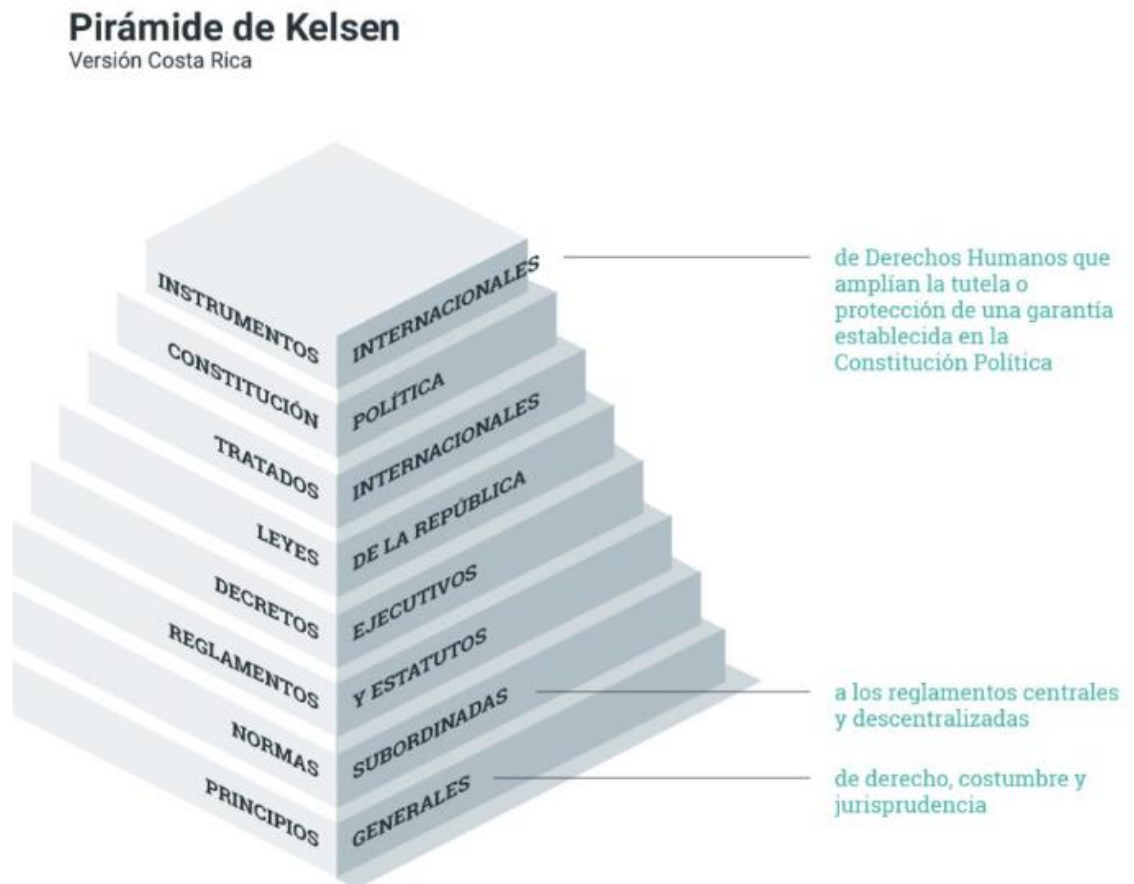 Pirámide de Kelsen
Versión Costa Rica
INSTRUMENTOS INTERNACIONALES
de Derechos Humanos que
amplían la tutela o
protección de una garantía
establecida en la
Constitución Política
CONSTITUCIÓN POLÍTICA
TRATADOS INTERNACIONALES
LEYES DE LA REPÚBLICA
DECRETOS EJECUTIVOS
REGLAMENTOS Y ESTATUTOS
NORMAS SUBORDINADAS
a los reglamentos centrales
y descentralizadas
PRINCIPIOS GENERALES
de derecho, costumbre y
jurisprudencia